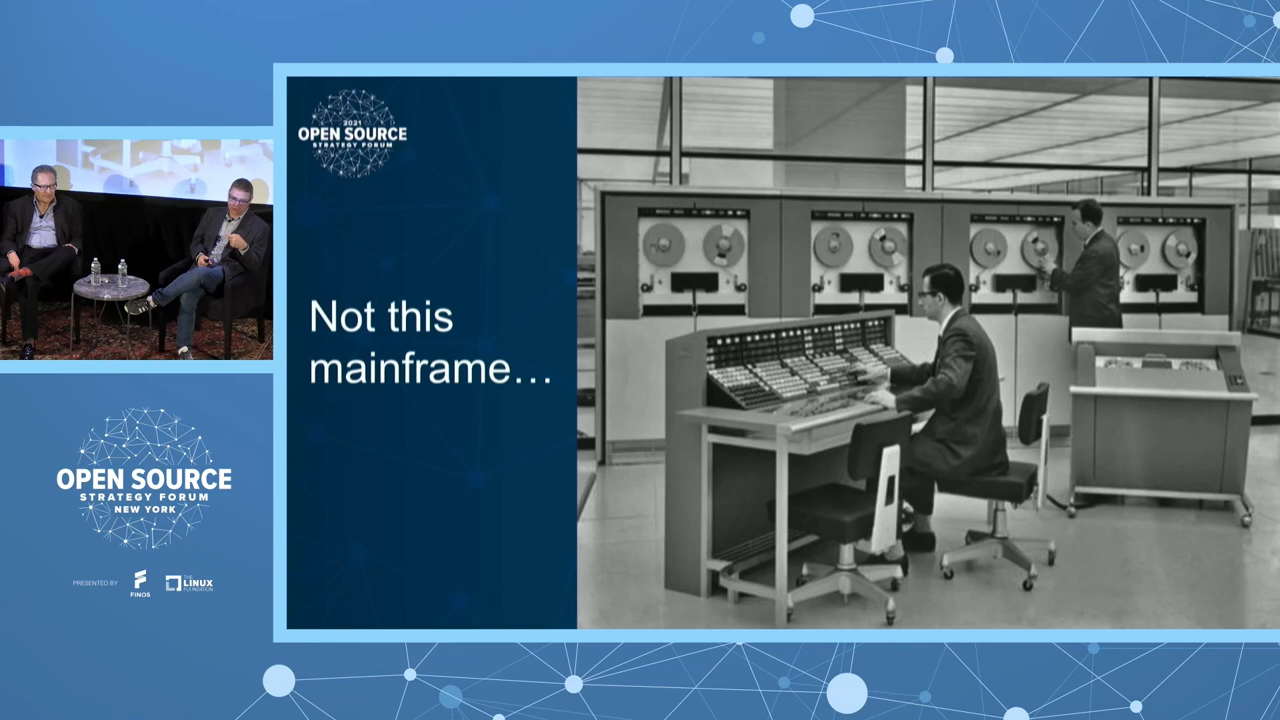 2021
OPEN SOURCE
STRATEGY FORUM
Not this
mainframe…
OPEN SOURCE
STRATEGY FORUM
NEW YORK
PRESENTED BY
FINOS
THE
LINUX
FOUNDATION